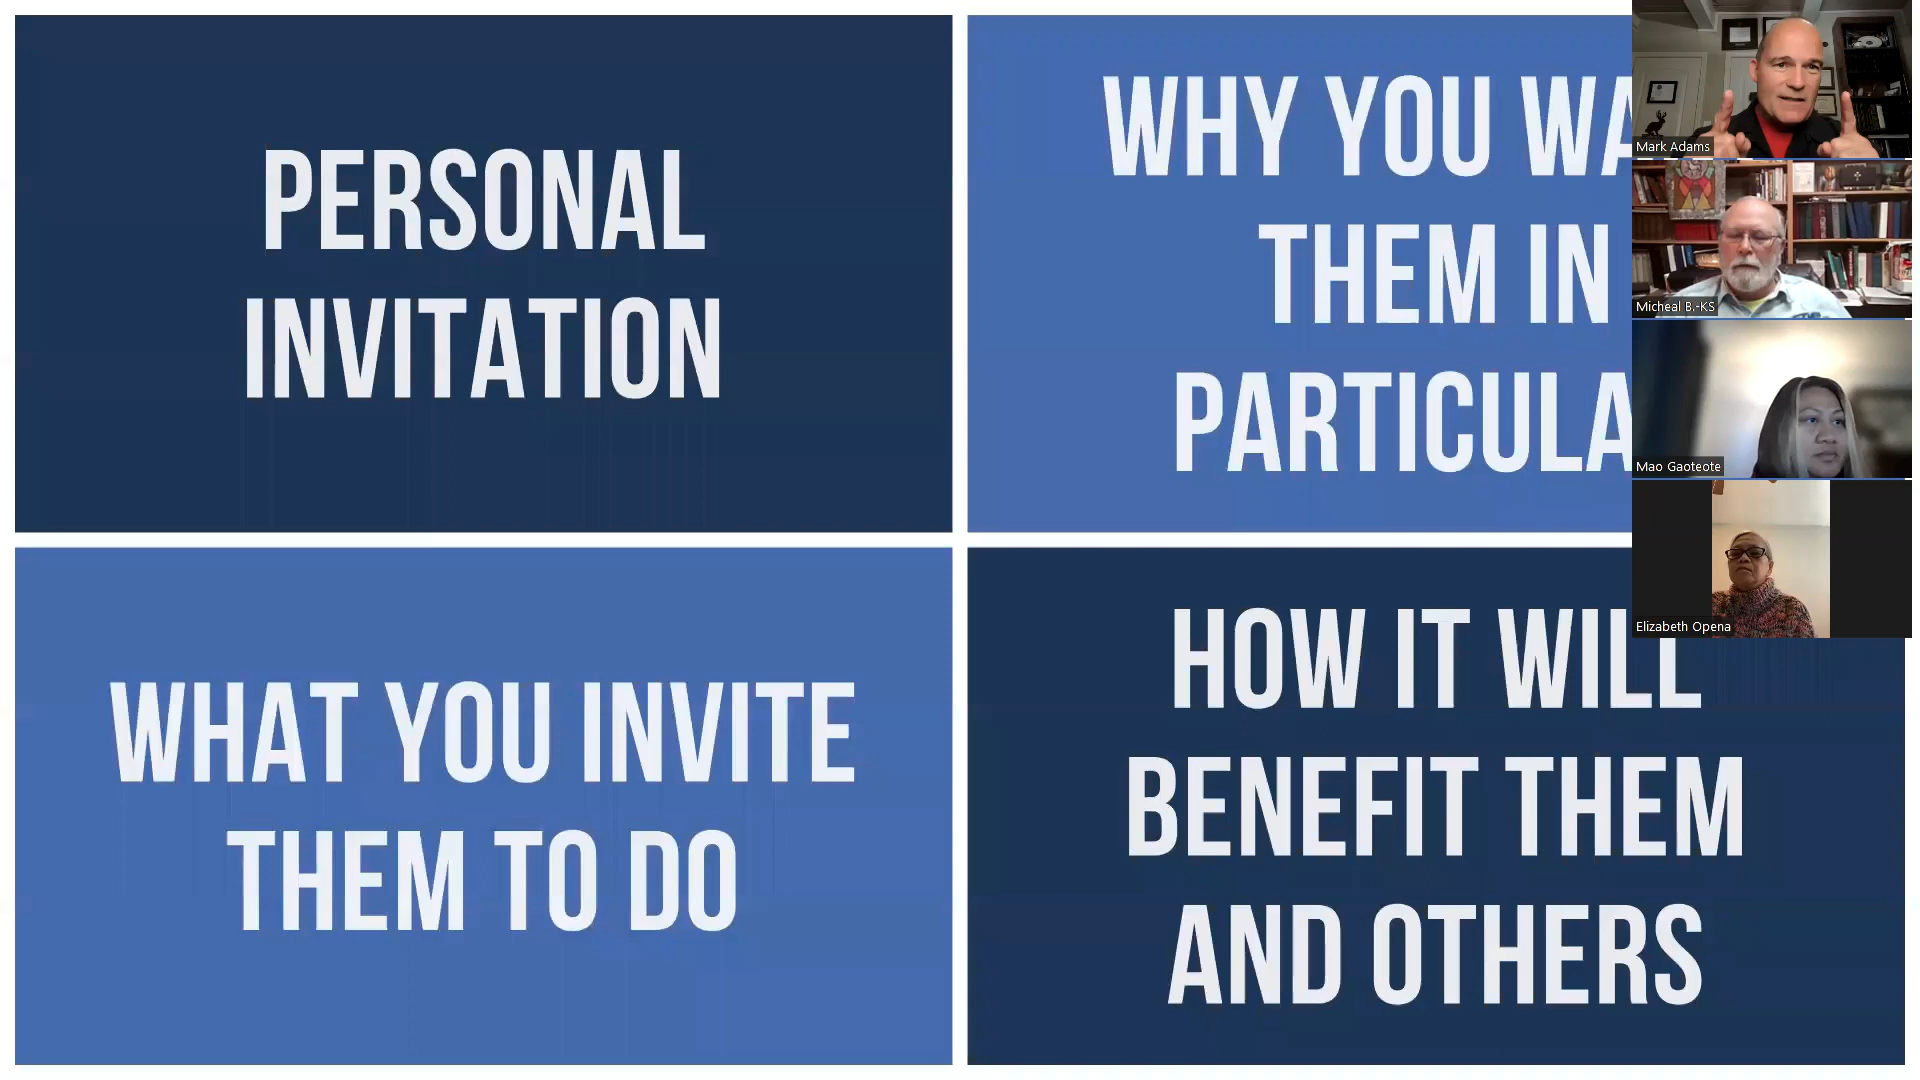 PERSONAL
INVITATION
WHY YOU WA
THEM IN
PARTICULA
WHAT YOU INVITE
THEM TO DO
HOW IT WILL
BENEFIT THEM
AND OTHERS
Mark Adams
Micheal B.-KS
Mao Gaoteote
Elizabeth Opena